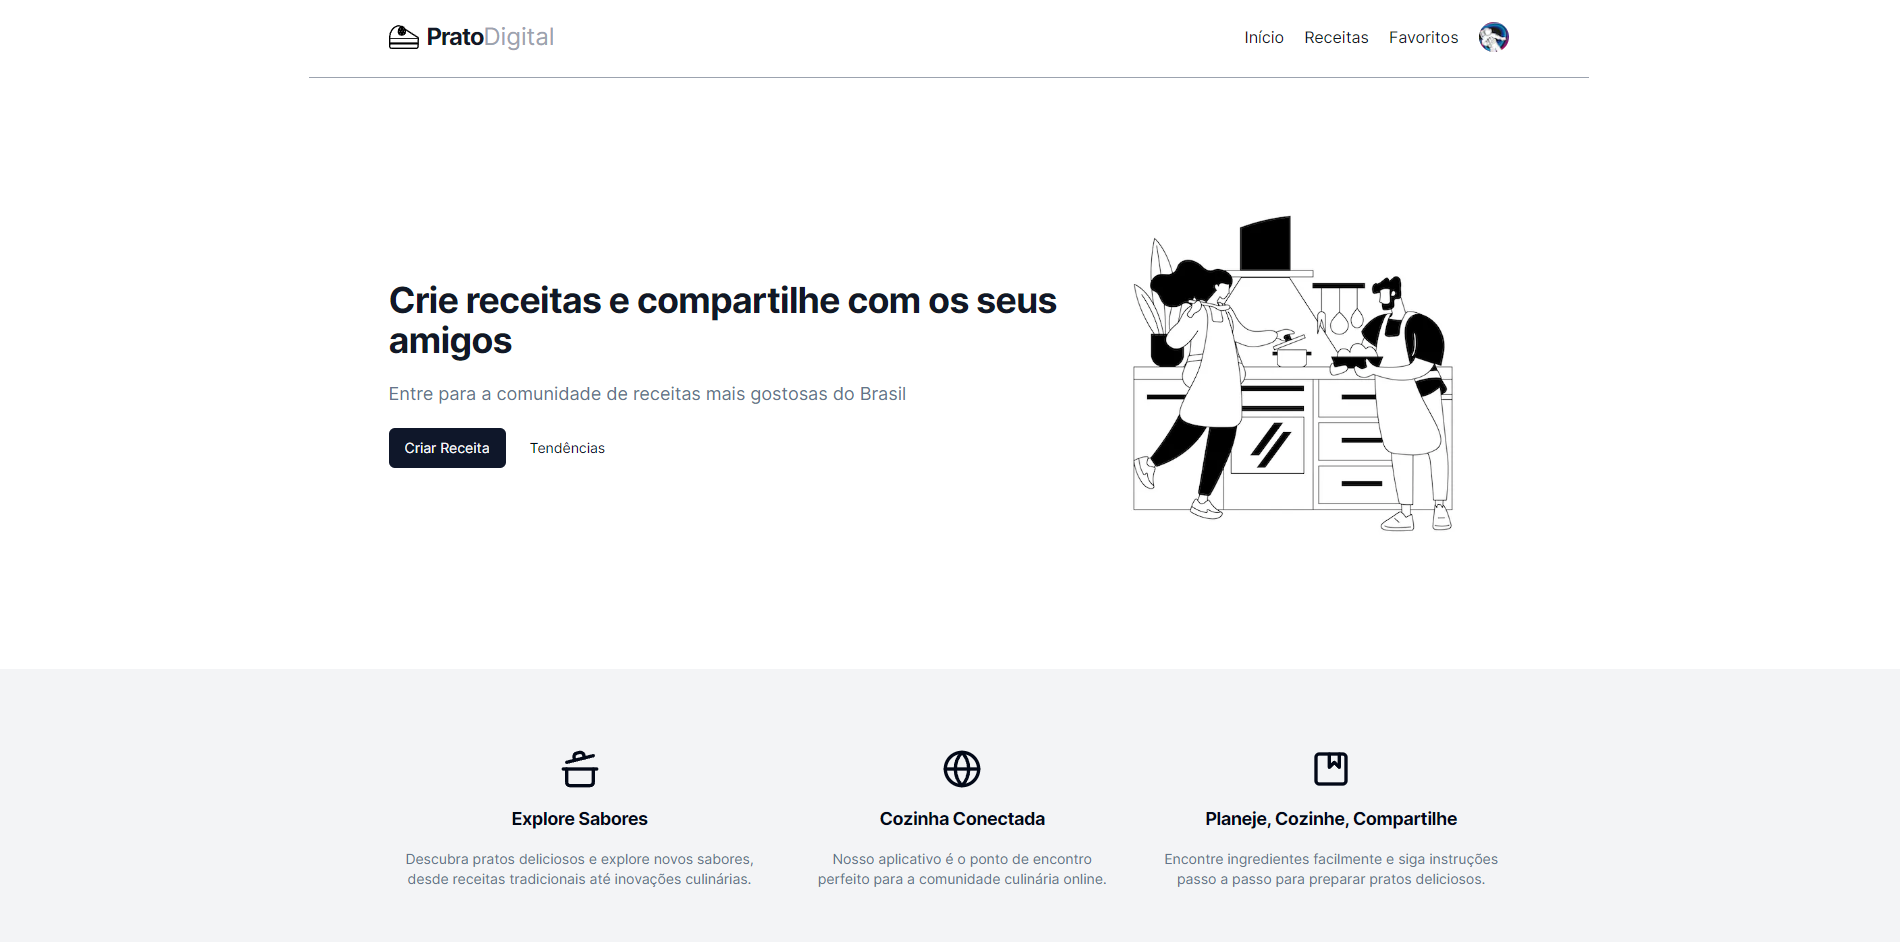 PratoDigital
Início Receitas Favoritos
Crie receitas e compartilhe com os seus
amigos
Entre para a comunidade de receitas mais gostosas do Brasil
Criar Receita Tendências
Explore Sabores
Descubra pratos deliciosos e explore novos sabores,
desde receitas tradicionais até inovações culinárias.
Cozinha Conectada
Nosso aplicativo é o ponto de encontro
perfeito para a comunidade culinária online.
Planeje, Cozinhe, Compartilhe
Encontre ingredientes facilmente e siga instruções
passo a passo para preparar pratos deliciosos.